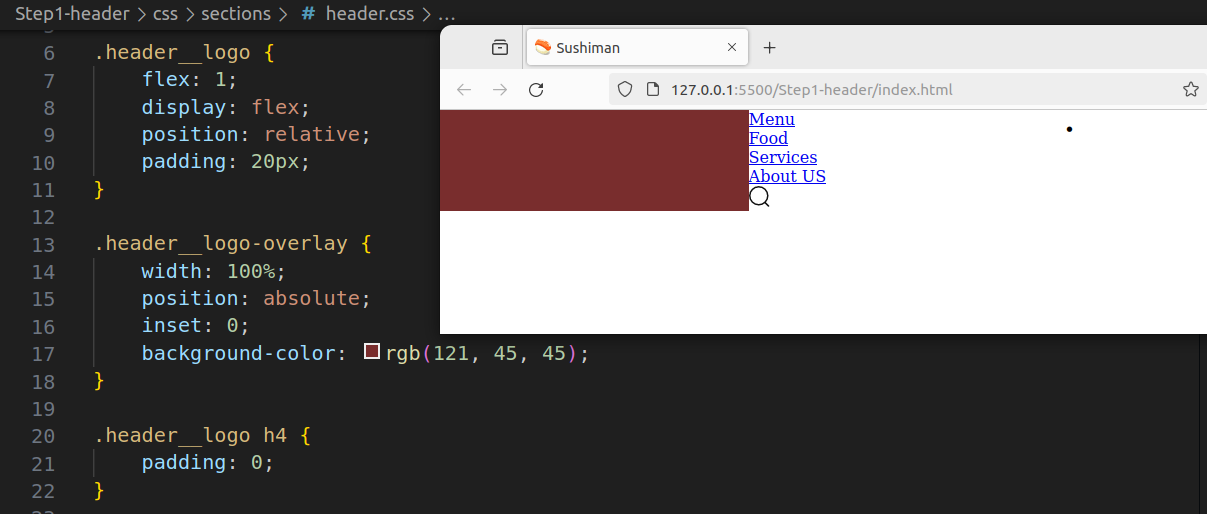 Step1-header > css > sections > # header.css > ...
6 .header__logo {
7 flex: 1;
8 display: flex;
9 position: relative;
10 padding: 20px;
11 }
12
13 .header__logo-overlay {
14 width: 100%;
15 position: absolute;
16 inset: 0;
17 background-color: rgb(121, 45, 45);
18 }
19
20 .header__logo h4 {
21 padding: 0;
22 }
Sushiman
127.0.0.1:5500/Step1-header/index.html
Menu
Food
Services
About US